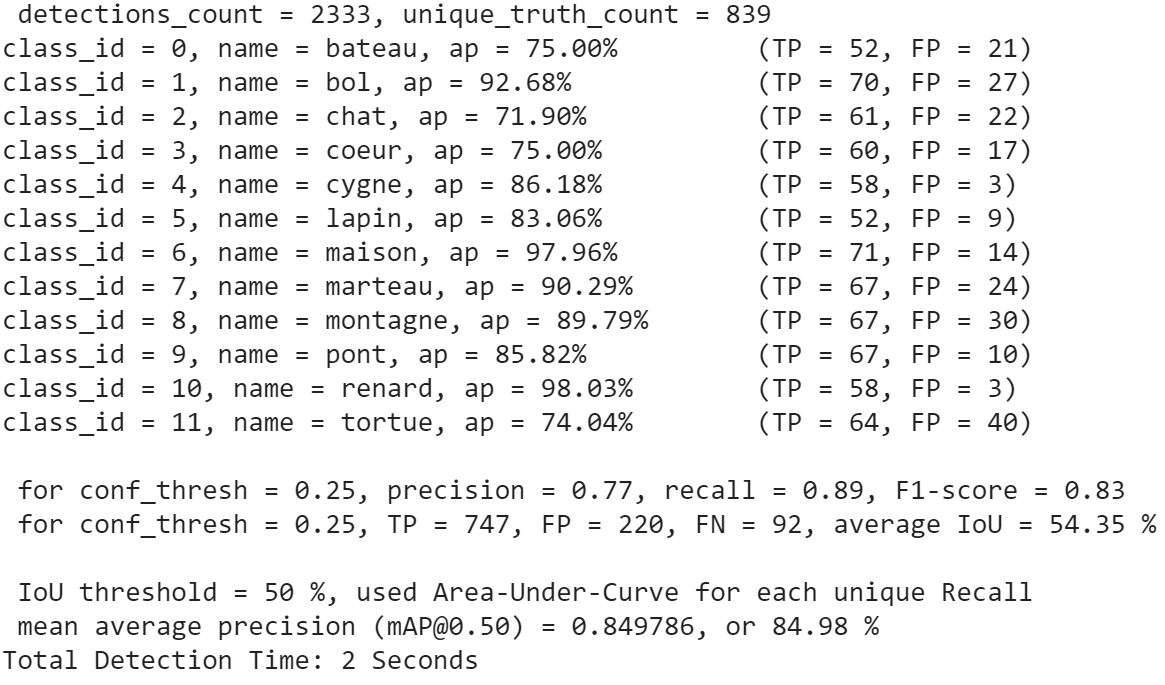 detections_count = 2333, unique_truth_count = 839
class_id = 0, name = bateau, ap = 75.00% (TP = 52, FP = 21)
class_id = 1, name = bol, ap = 92.68% (TP = 70, FP = 27)
class_id = 2, name = chat, ap = 71.90% (TP = 61, FP = 22)
class_id = 3, name = coeur, ap = 75.00% (TP = 60, FP = 17)
class_id = 4, name = cygne, ap = 86.18% (TP = 58, FP = 3)
class_id = 5, name = lapin, ap = 83.06% (TP = 52, FP = 9)
class_id = 6, name = maison, ap = 97.96% (TP = 71, FP = 14)
class_id = 7, name = marteau, ap = 90.29% (TP = 67, FP = 24)
class_id = 8, name = montagne, ap = 89.79% (TP = 67, FP = 30)
class_id = 9, name = pont, ap = 85.82% (TP = 67, FP = 10)
class_id = 10, name = renard, ap = 98.03% (TP = 58, FP = 3)
class_id = 11, name = tortue, ap = 74.04% (TP = 64, FP = 40)
for conf_thresh = 0.25, precision = 0.77, recall = 0.89, F1-score = 0.83
for conf_thresh = 0.25, TP = 747, FP = 220, FN = 92, average IoU = 54.35 %
IoU threshold = 50 %, used Area-Under-Curve for each unique Recall
mean average precision (mAP@0.50) = 0.849786, or 84.98 %
Total Detection Time: 2 Seconds